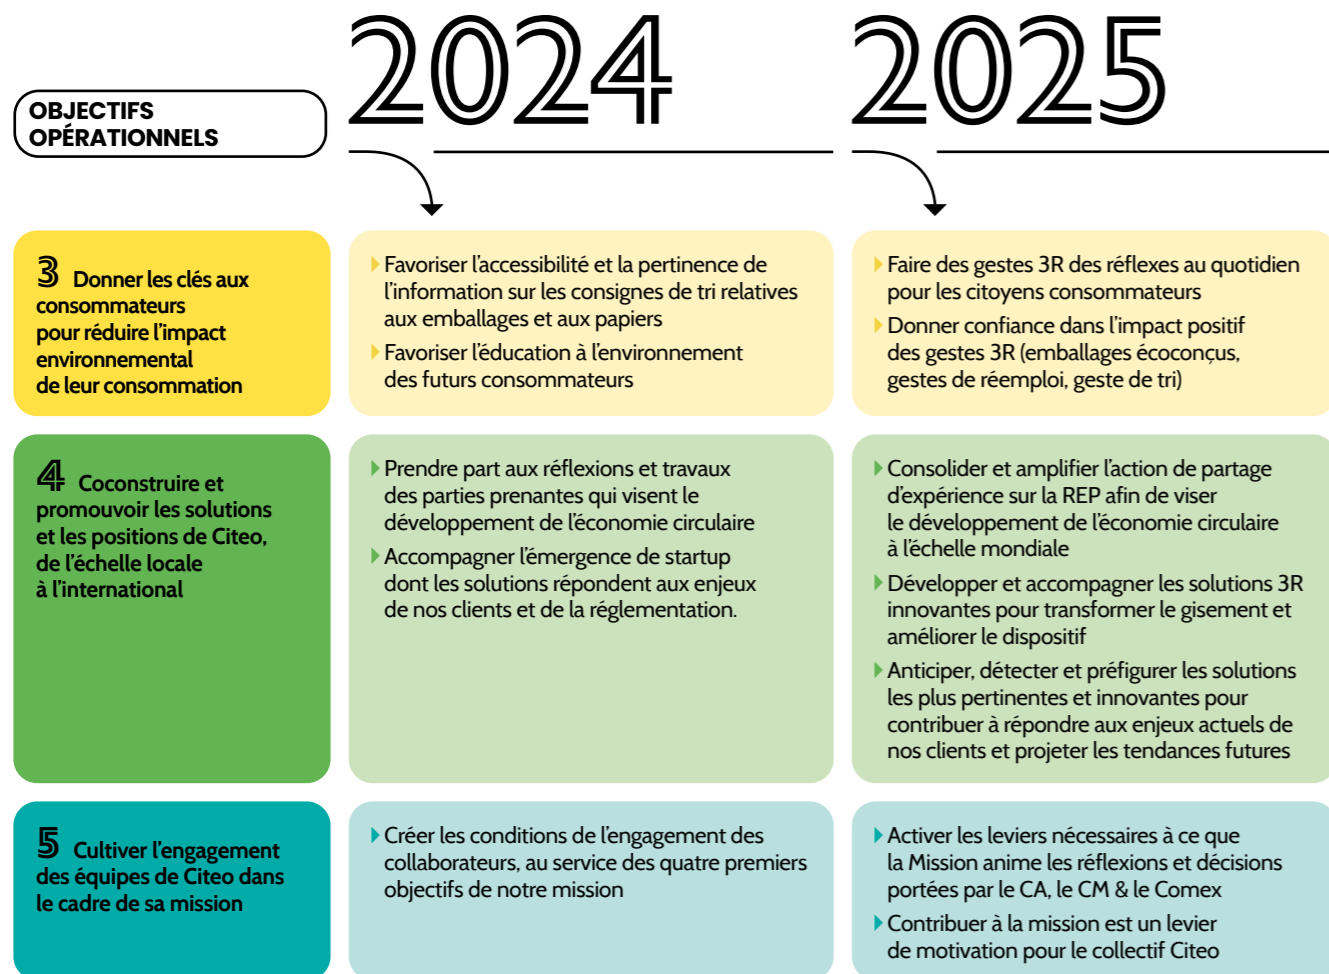 OBJECTIFS
OPÉRATIONNELS
2024
2025
3 Donner les clés aux
consommateurs
pour réduire l'impact
environnemental
de leur consommation
Favoriser l'accessibilité et la pertinence de
l'information sur les consignes de tri relatives
aux emballages et aux papiers
Favoriser l'éducation à l'environnement
des futurs consommateurs
Faire des gestes 3R des réflexes au quotidien
pour les citoyens consommateurs
Donner confiance dans l'impact positif
des gestes 3R (emballages écoconçus,
gestes de réemploi, geste de tri)
4 Coconstruire et
promouvoir les solutions
et les positions de Citeo,
de l'échelle locale
à l'international
Prendre part aux réflexions et travaux
des parties prenantes qui visent le
développement de l'économie circulaire
Accompagner l'émergence de startup
dont les solutions répondent aux enjeux
de nos clients et de la réglementation.
Consolider et amplifier l'action de partage
d'expérience sur la REP afin de viser
le développement de l'économie circulaire
à l'échelle mondiale
Développer et accompagner les solutions 3R
innovantes pour transformer le gisement et
améliorer le dispositif
Anticiper, détecter et préfigurer les solutions
les plus pertinentes et innovantes pour
contribuer à répondre aux enjeux actuels de
nos clients et projeter les tendances futures
5 Cultiver l'engagement
des équipes de Citeo dans
le cadre de sa mission
Créer les conditions de l'engagement des
collaborateurs, au service des quatre premiers
objectifs de notre mission
Activer les leviers nécessaires à ce que
la Mission anime les réflexions et décisions
portées par le CA, le CM & le Comex
Contribuer à la mission est un levier
de motivation pour le collectif Citeo